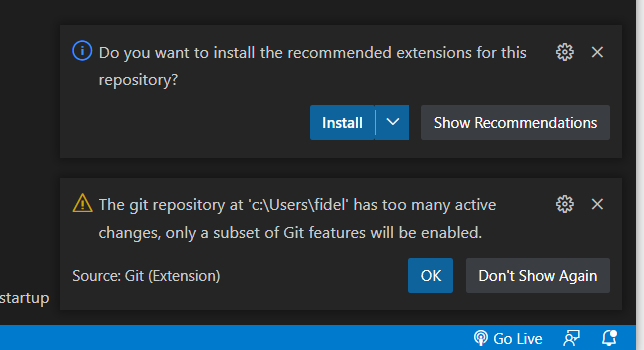 Do you want to install the recommended extensions for this
repository?
Install
Show Recommendations
The git repository at 'c:\Users\fidel' has too many active
changes, only a subset of Git features will be enabled.
Source: Git (Extension)
OK
Don't Show Again
startup
Go Live